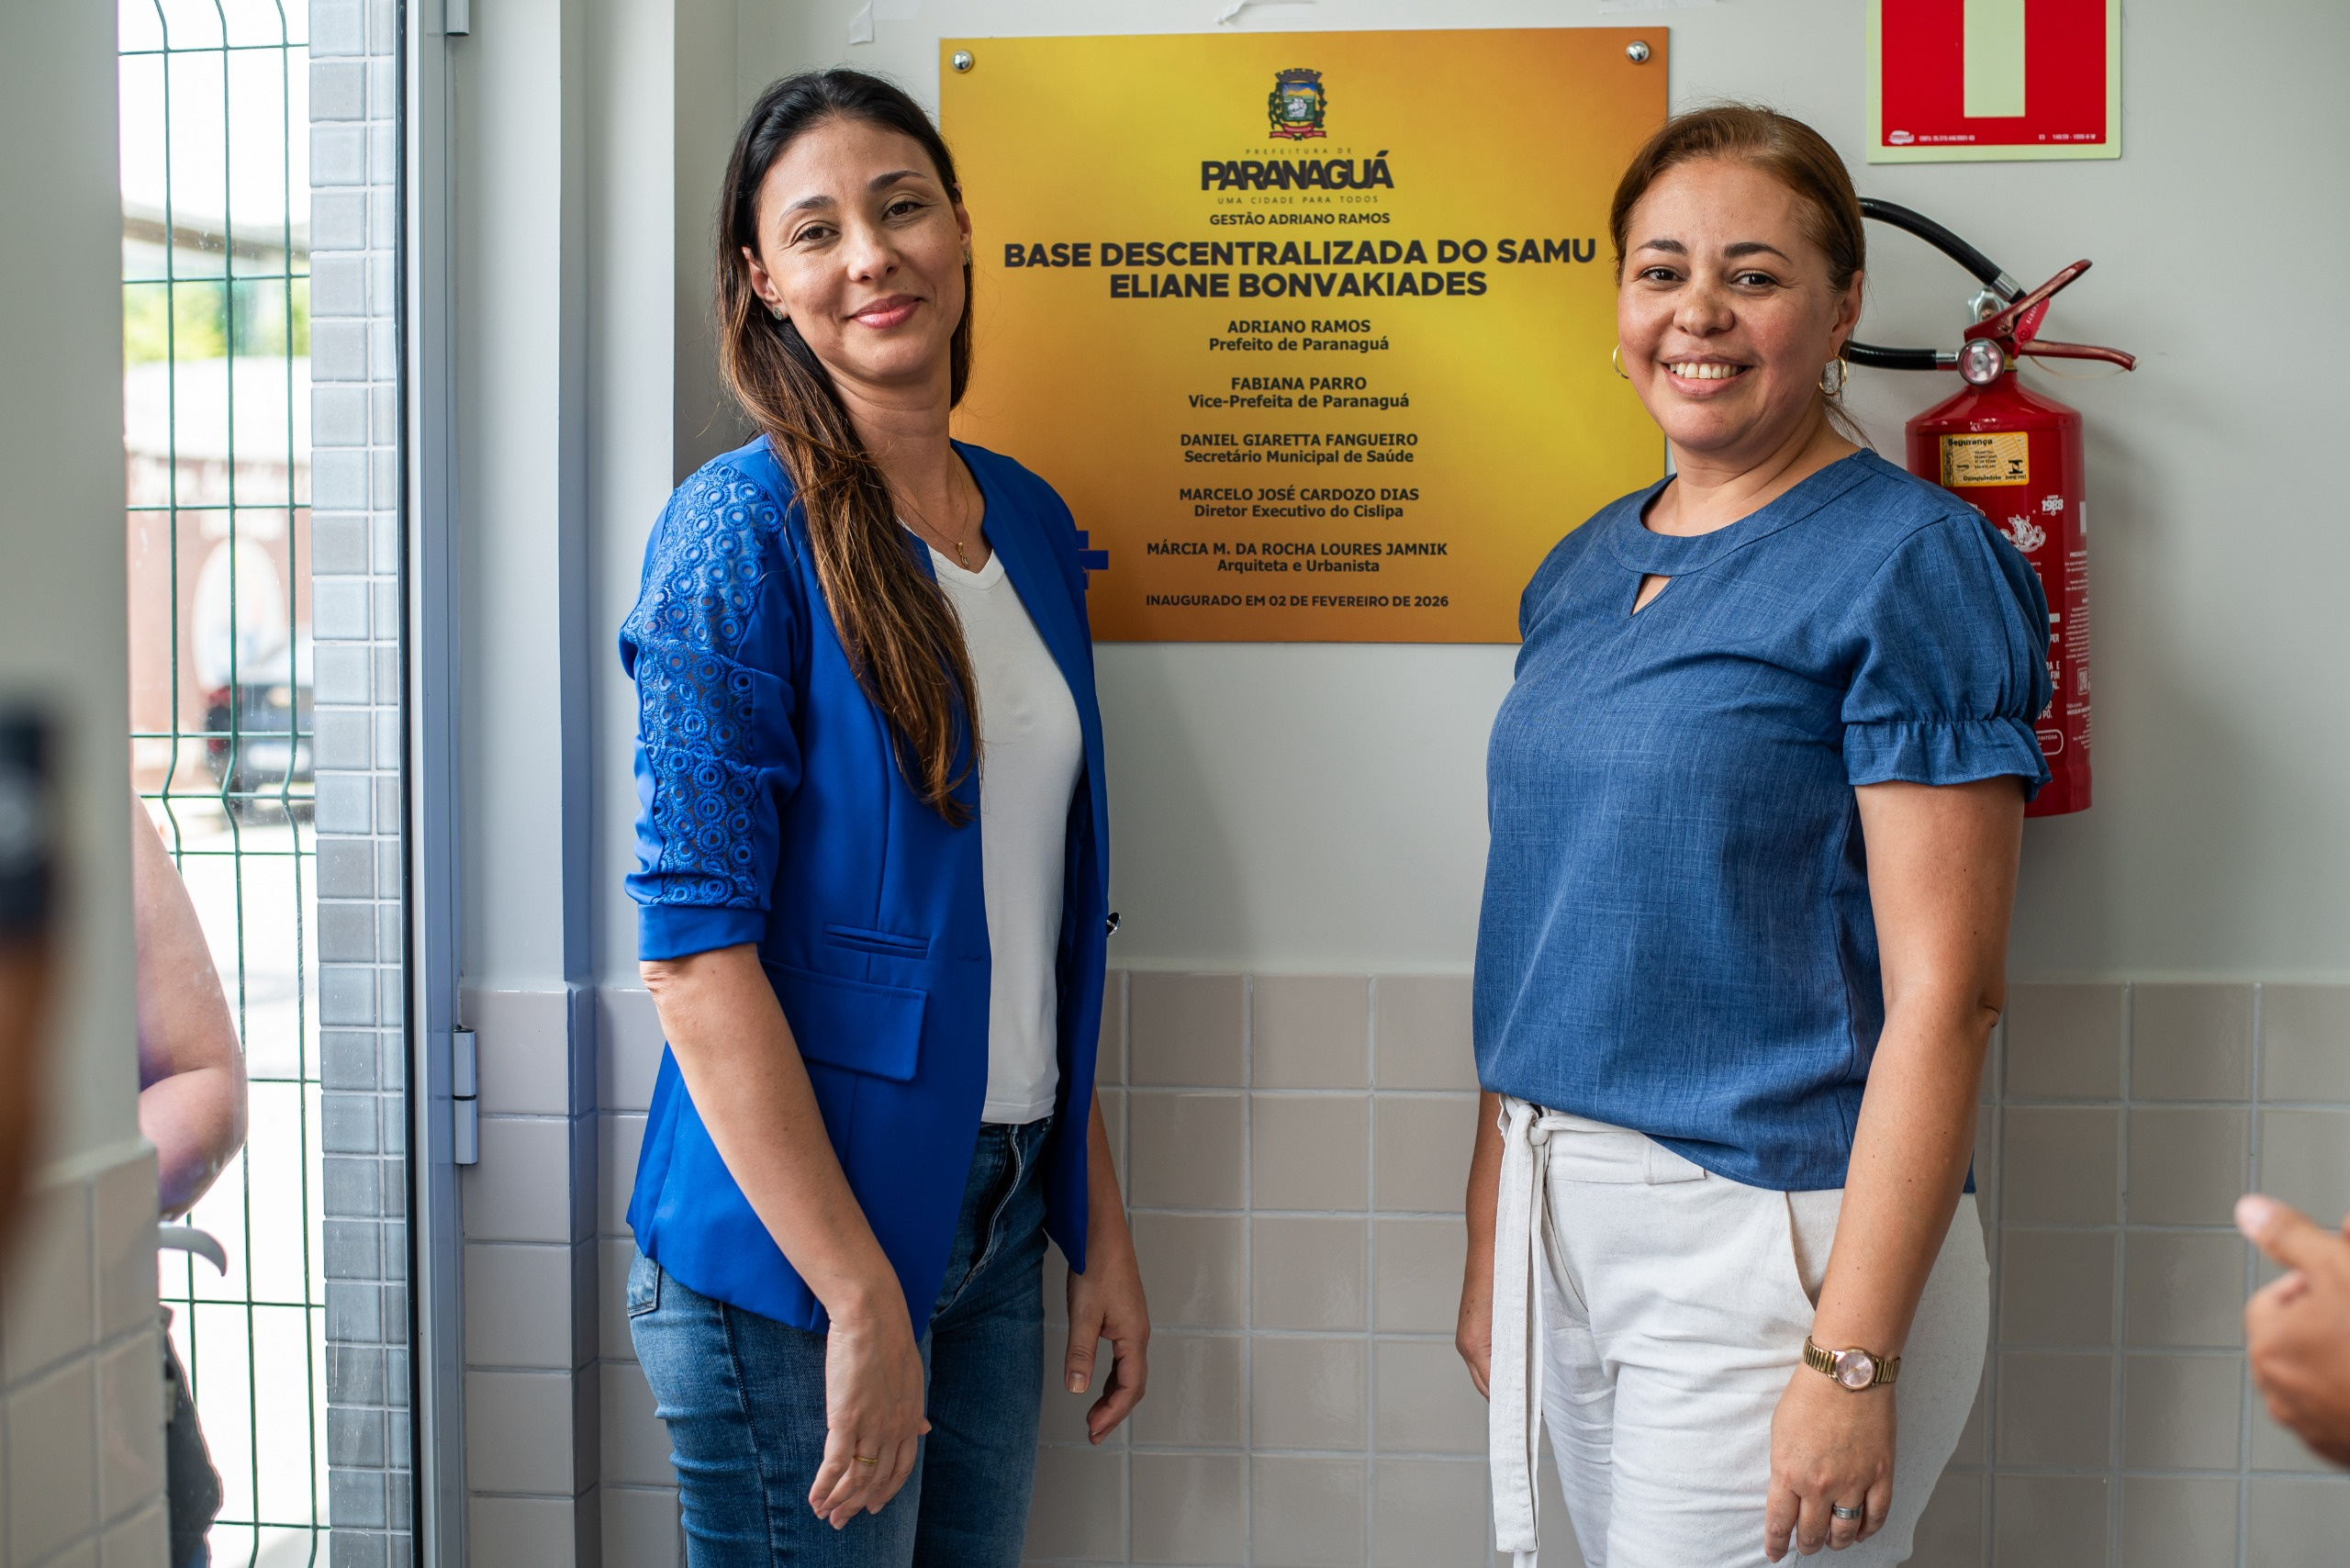 PREFEITURA DE
PARANAGUÁ
UMA CIDADE PARA TODOS
GESTÃO ADRIANO RAMOS
BASE DESCENTRALIZADA DO SAMU
ELIANE BONVAKIADES
ADRIANO RAMOS
Prefeito de Paranaguá
FABIANA PARRO
Vice-Prefeita de Paranaguá
DANIEL GIARETTA FANGUEIRO
Secretário Municipal de Saúde
MARCELO JOSÉ CARDOZO DIAS
Diretor Executivo do Cislipa
MÁRCIA M. DA ROCHA LOURES JAMNIK
Arquiteta e Urbanista
INAUGURADO EM 02 DE FEVEREIRO DE 2026
Segurança
1988